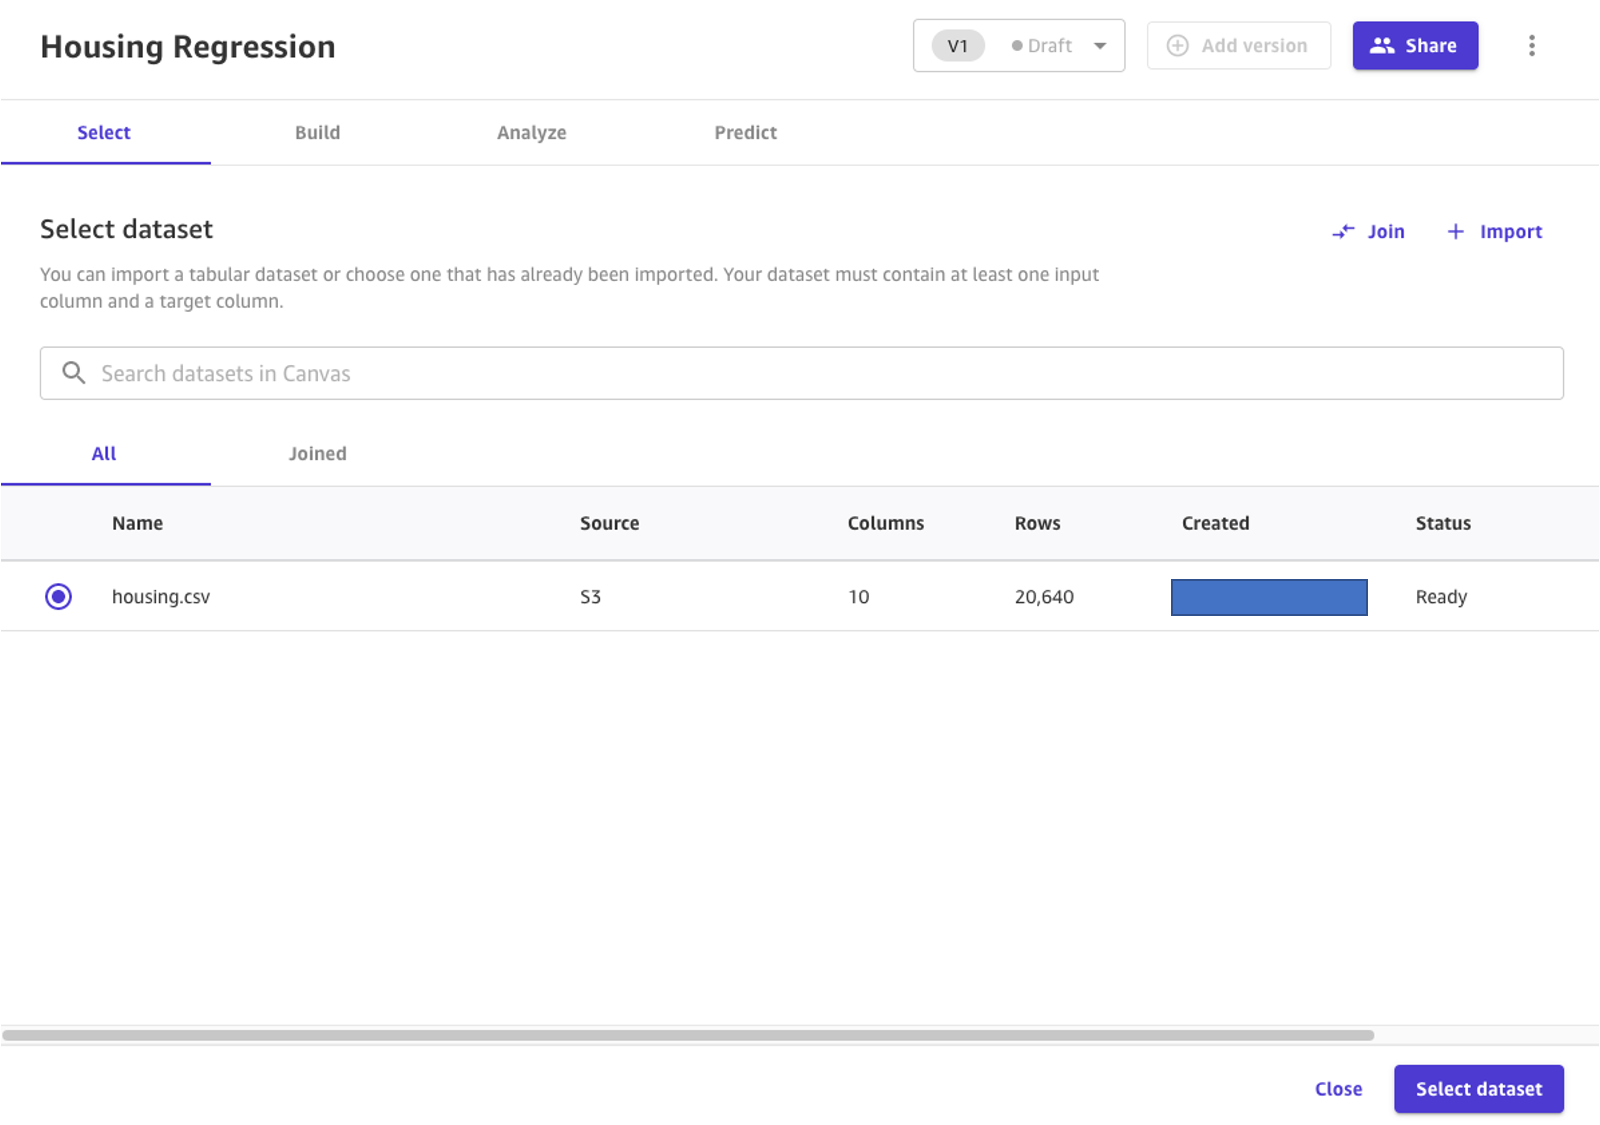 Housing Regression
V1 Draft
Add version
Share
Select Build Analyze Predict
Select dataset
Join
Import
You can import a tabular dataset or choose one that has already been imported. Your dataset must contain at least one input
column and a target column.
Search datasets in Canvas
All Joined
Name Source Columns Rows Created Status
housing.csv S3 10 20,640 Ready
Close
Select dataset